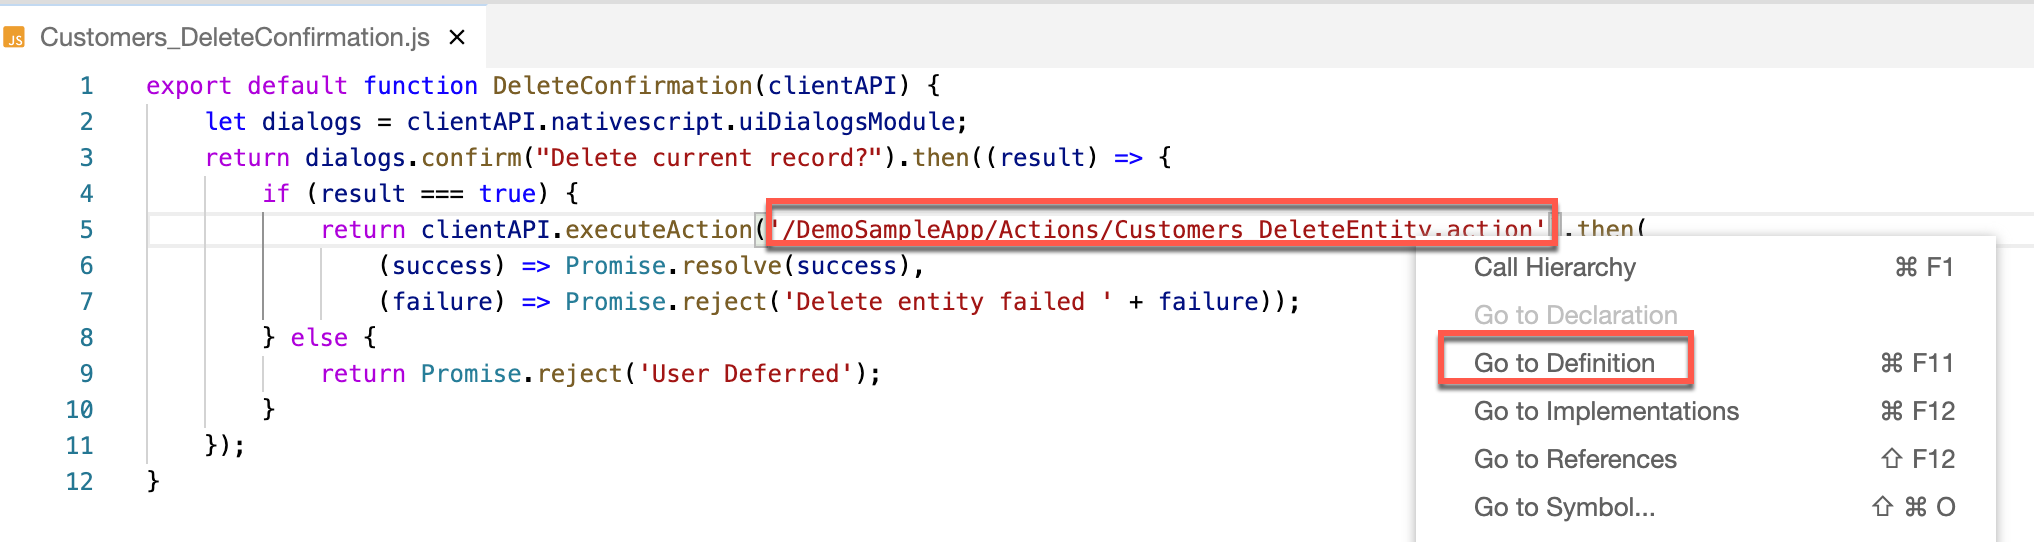 JS Customers_DeleteConfirmation.js ×
1 export default function DeleteConfirmation(clientAPI) {
2 let dialogs = clientAPI.nativescript.uiDialogsModule;
3 return dialogs.confirm("Delete current record?").then((result) => {
4 if (result === true) {
5 return clientAPI.executeAction('/DemoSampleApp/Actions/Customers_DeleteEntity.action').then(
6 (success) => Promise.resolve(success),
7 (failure) => Promise.reject('Delete entity failed ' + failure));
8 } else {
9 return Promise.reject('User Deferred');
10 }
11 });
12 }
Call Hierarchy ⌘ F1
Go to Declaration
Go to Definition ⌘ F11
Go to Implementations ⌘ F12
Go to References ⇧ F12
Go to Symbol... ⇧ ⌘ O